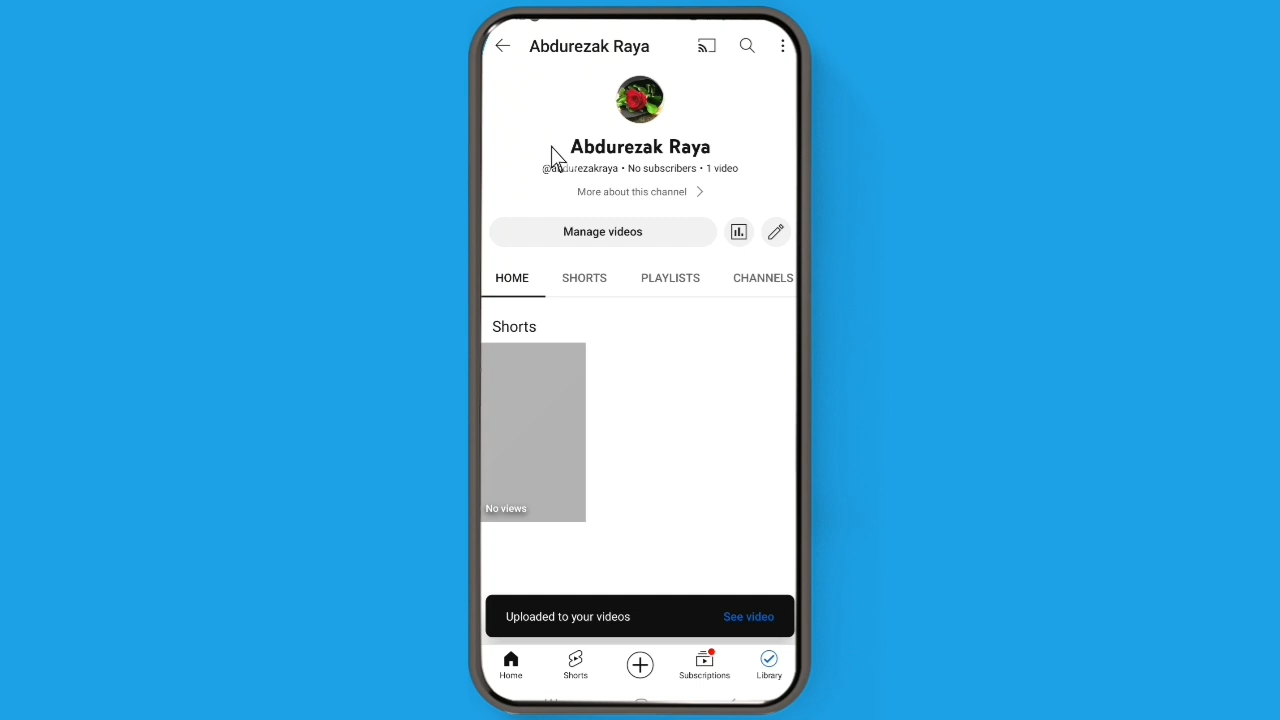 Abdurezak Raya
Abdurezak Raya
@abdurezakraya • No subscribers • 1 video
More about this channel
Manage videos
HOME SHORTS PLAYLISTS CHANNELS
Shorts
No views
Uploaded to your videos See video
Home Shorts Subscriptions Library